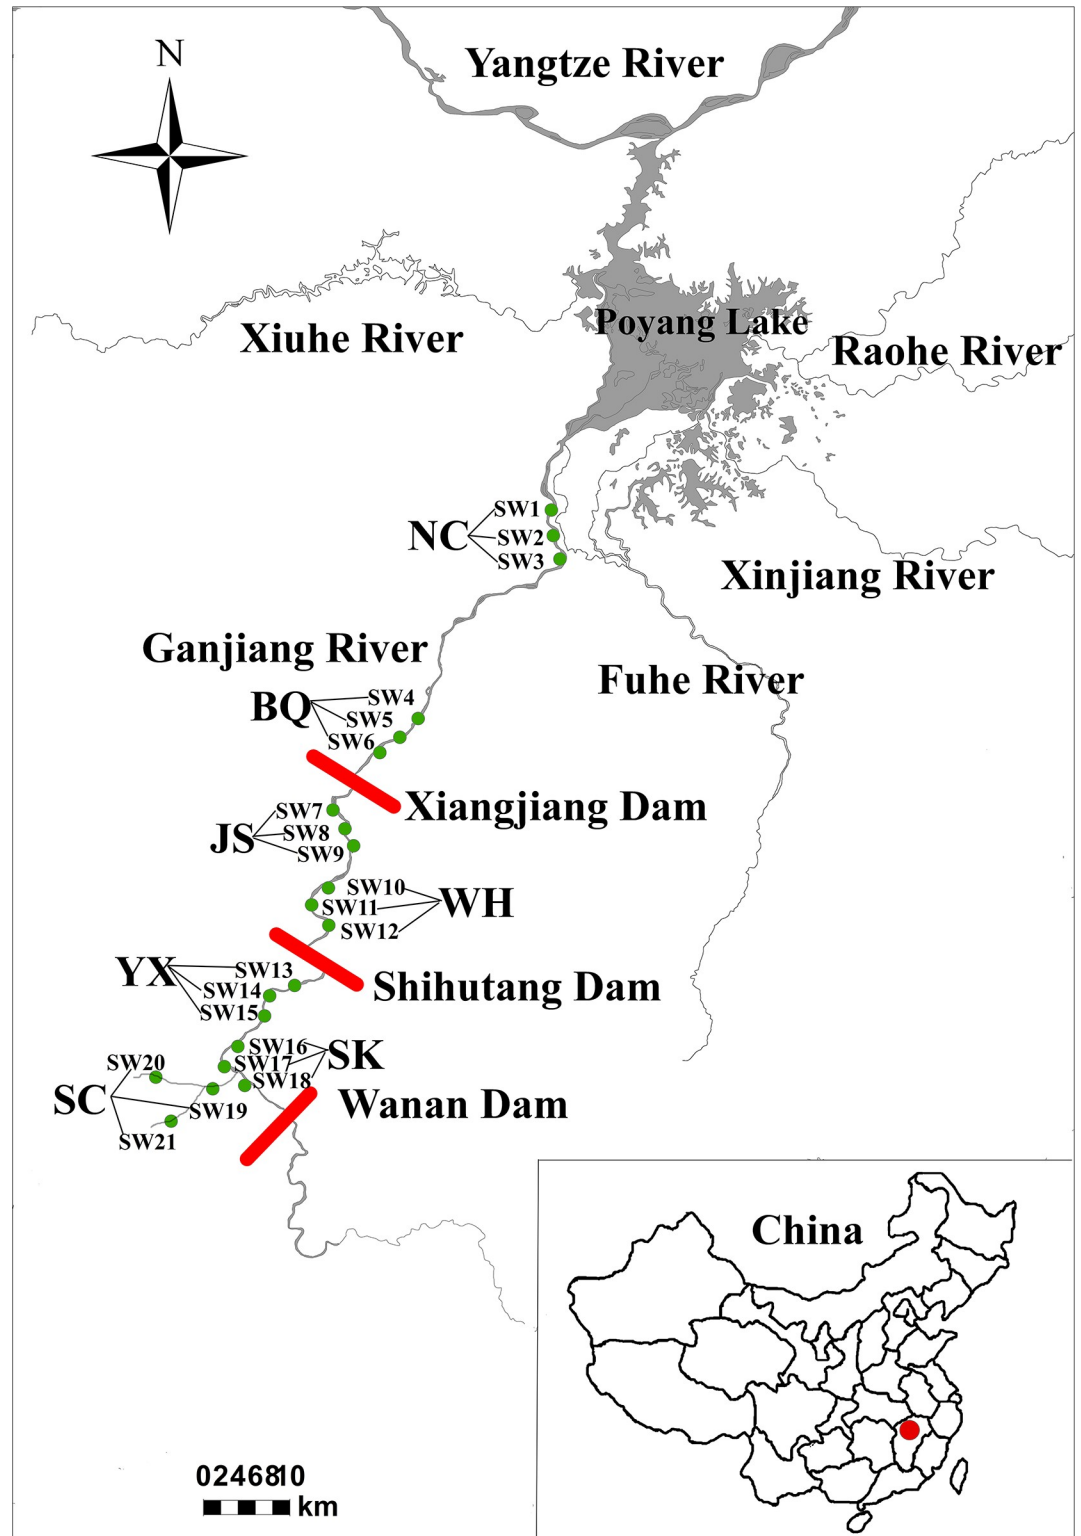 N
Yangtze River
Poyang Lake
Xiuhe River
Raohe River
SW1
NC
SW2
SW3
Xinjiang River
Ganjiang River
Fuhe River
BQ
SW4
SW5
SW6
Xiangjiang Dam
SW7
JS
SW8
SW9
SW10
WH
SW11
SW12
YX
SW13
SW14
SW15
Shihutang Dam
SW16
SK
SW17
SW18
SW20
SC
SW19
SW21
Wanan Dam
China
0246810
km